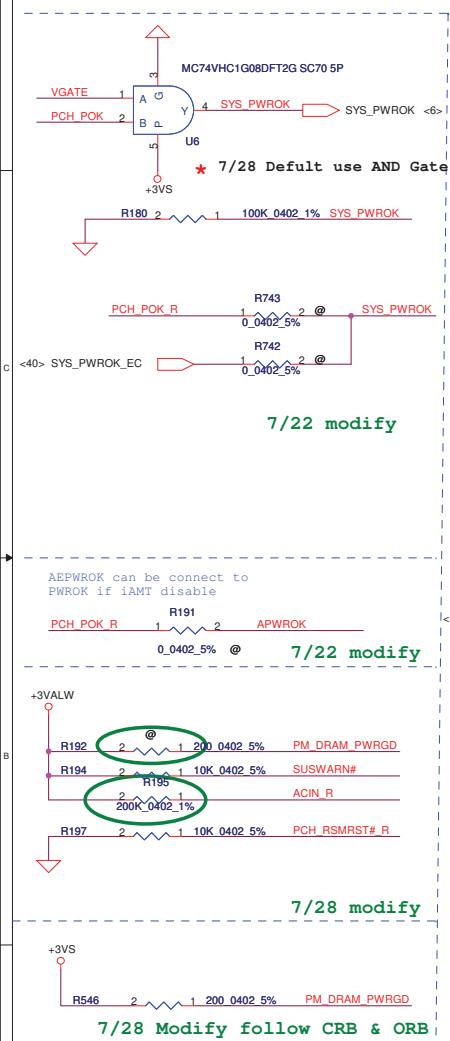 MC74VHC1G08DFT2G SC70 5P
3
G
VGATE 1 A
Y 4 SYS_PWROK SYS_PWROK <6>
PCH_POK 2 B
P
U6
5
+3VS
* 7/28 Defult use AND Gate
R180 2 1 100K_0402_1% SYS_PWROK
R743
PCH_POK_R 1 2 @ SYS_PWROK
0_0402_5%
R742
C <40> SYS_PWROK_EC 1 2 @
0_0402_5%
7/22 modify
AEPWROK can be connect to
PWROK if iAMT disable
R191
PCH_POK_R 1 2 APWROK
0_0402_5% @
7/22 modify
+3VALW
@
B R192 2 1 200_0402_5% PM_DRAM_PWRGD
R194 2 1 10K_0402_5% SUSWARN#
R195
2 1 ACIN_R
200K_0402_1%
R197 2 1 10K_0402_5% PCH_RSMRST#_R
7/28 modify
+3VS
R546 2 1 200_0402_5% PM_DRAM_PWRGD
7/28 Modify follow CRB & ORB